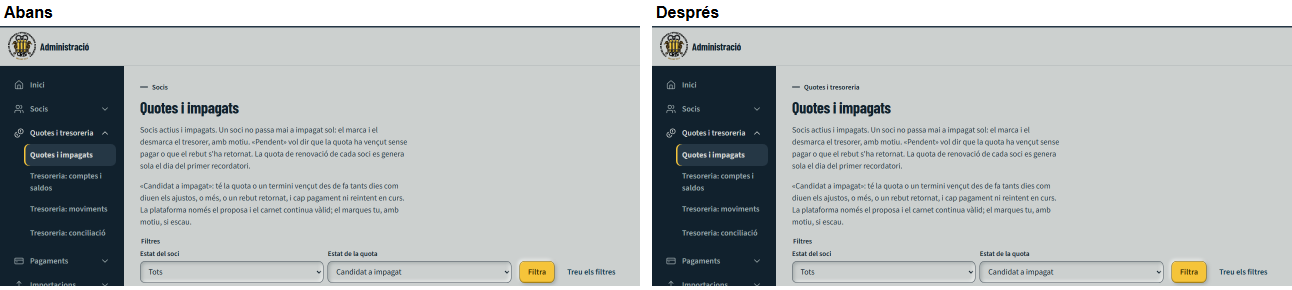 Abans
Administració
Inici
Socis
Quotes i tresoreria
Quotes i impagats
Tresoreria: comptes i
saldos
Tresoreria: moviments
Tresoreria: conciliació
Pagaments
Importacions
— Socis
Quotes i impagats
Socis actius i impagats. Un soci no passa mai a impagat sol: el marca i el
desmarca el tresorer, amb motiu. «Pendent» vol dir que la quota ha vençut sense
pagar o que el rebut s'ha retornat. La quota de renovació de cada soci es genera
sola el dia del primer recordatori.
«Candidat a impagat»: té la quota o un termini vençut des de fa tants dies com
diuen els ajustos, o més, o un rebut retornat, i cap pagament ni reintent en curs.
La plataforma només el proposa i el carnet continua vàlid; el marques tu, amb
motiu, si escau.
Filtres
Estat del soci
Estat de la quota
Tots
Candidat a impagat
Filtra
Treu els filtres
Després
Administració
Inici
Socis
Quotes i tresoreria
Quotes i impagats
Tresoreria: comptes i
saldos
Tresoreria: moviments
Tresoreria: conciliació
Pagaments
Importacions
— Quotes i tresoreria
Quotes i impagats
Socis actius i impagats. Un soci no passa mai a impagat sol: el marca i el
desmarca el tresorer, amb motiu. «Pendent» vol dir que la quota ha vençut sense
pagar o que el rebut s'ha retornat. La quota de renovació de cada soci es genera
sola el dia del primer recordatori.
«Candidat a impagat»: té la quota o un termini vençut des de fa tants dies com
diuen els ajustos, o més, o un rebut retornat, i cap pagament ni reintent en curs.
La plataforma només el proposa i el carnet continua vàlid; el marques tu, amb
motiu, si escau.
Filtres
Estat del soci
Estat de la quota
Tots
Candidat a impagat
Filtra
Treu els filtres